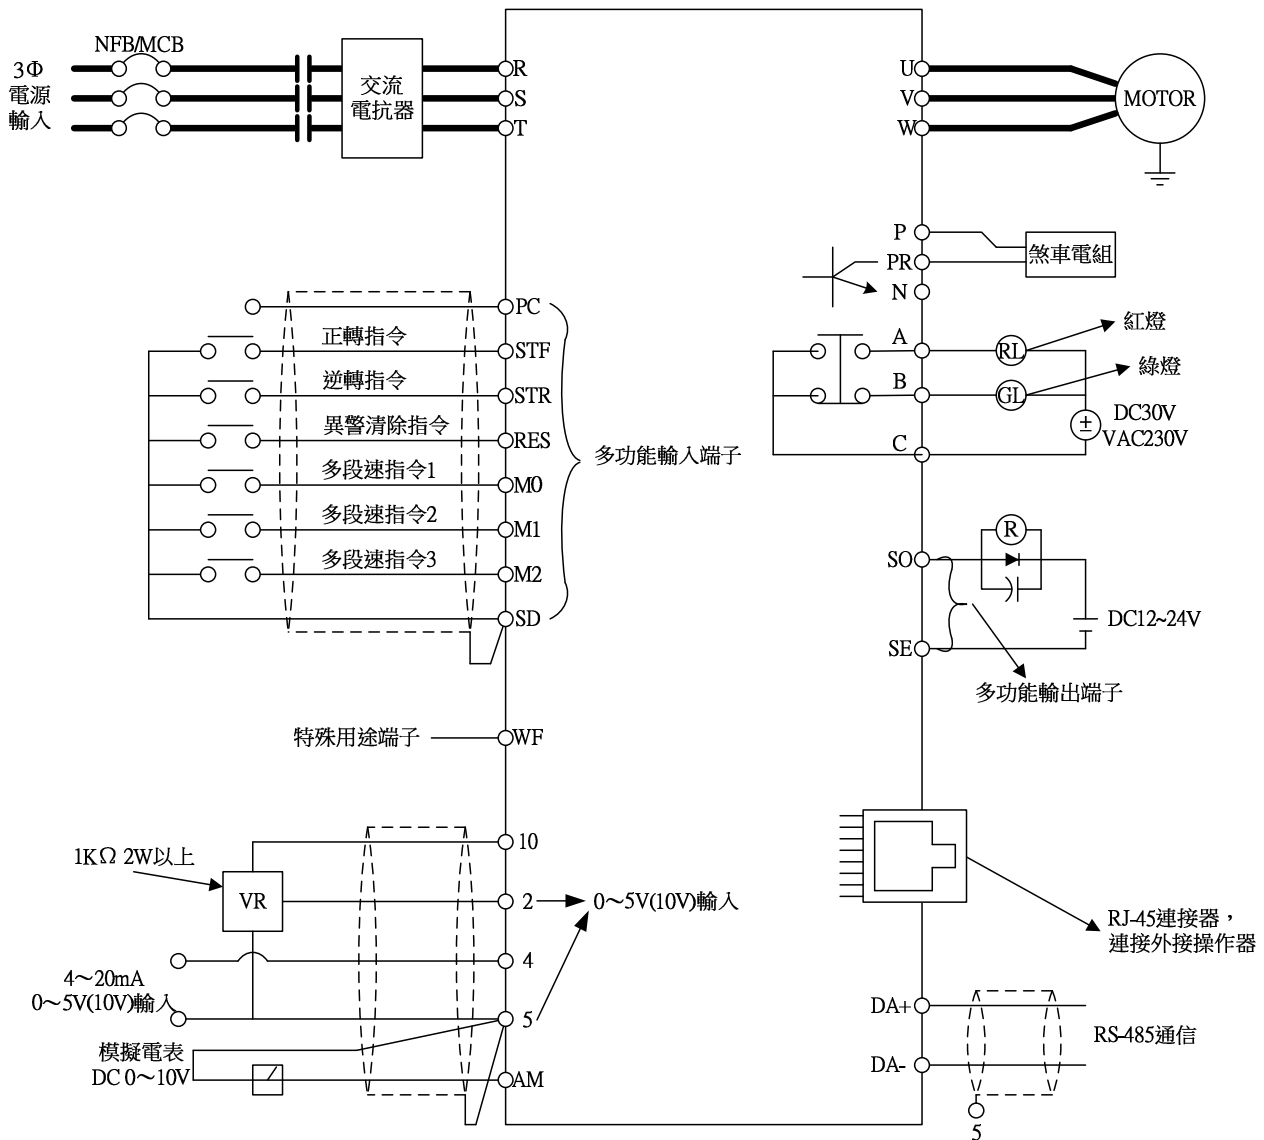 NFB/MCB
3Φ
電源
輸入
交流
電抗器
R
S
T
U
V
W
MOTOR
P
PR
N
煞車電組
PC
正轉指令
STF
逆轉指令
STR
異警清除指令
RES
多段速指令1
M0
多段速指令2
M1
多段速指令3
M2
SD
多功能輸入端子
A
B
C
RL
GL
紅燈
綠燈
DC30V
VAC230V
SO
SE
R
DC12~24V
多功能輸出端子
特殊用途端子
WF
1KΩ 2W以上
VR
10
2
0～5V(10V)輸入
4
4～20mA
0～5V(10V)輸入
5
模擬電表
DC 0～10V
AM
RJ-45連接器，
連接外接操作器
DA+
DA-
RS-485通信
5